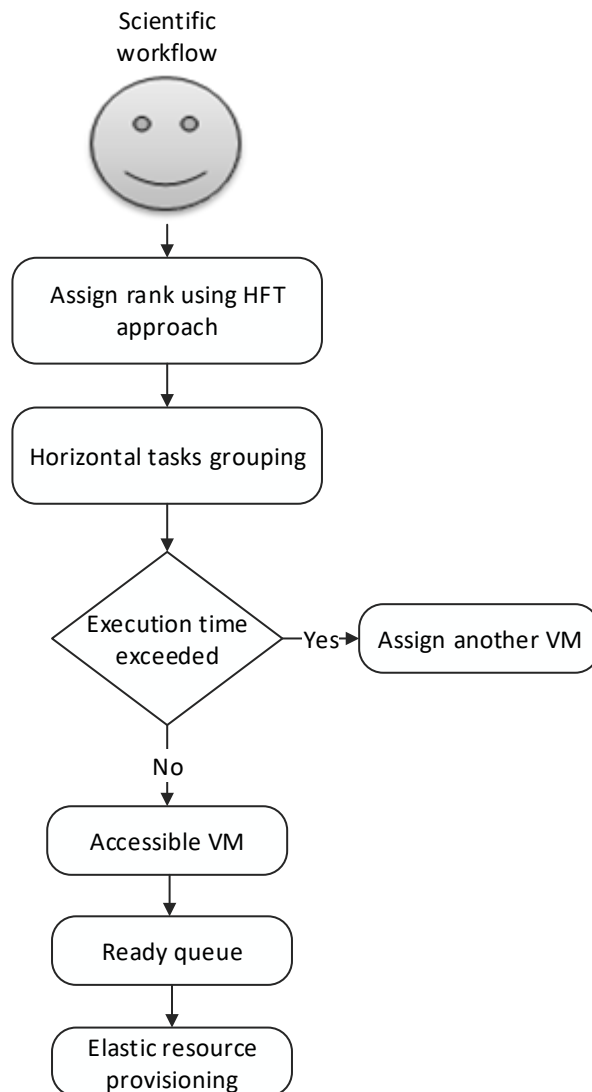 Scientific
workflow
Assign rank using HFT
approach
Horizontal tasks grouping
Execution time
exceeded
Yes
Assign another VM
No
Accessible VM
Ready queue
Elastic resource
provisioning